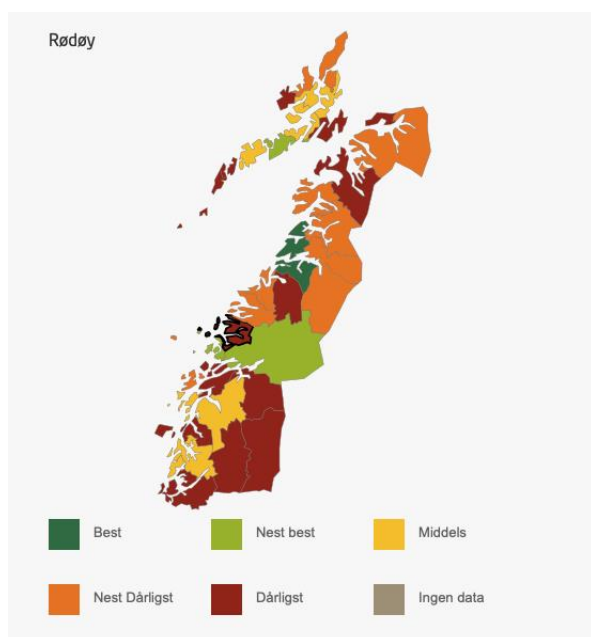 Rødøy
Best
Nest best
Middels
Nest Dårligst
Dårligst
Ingen data